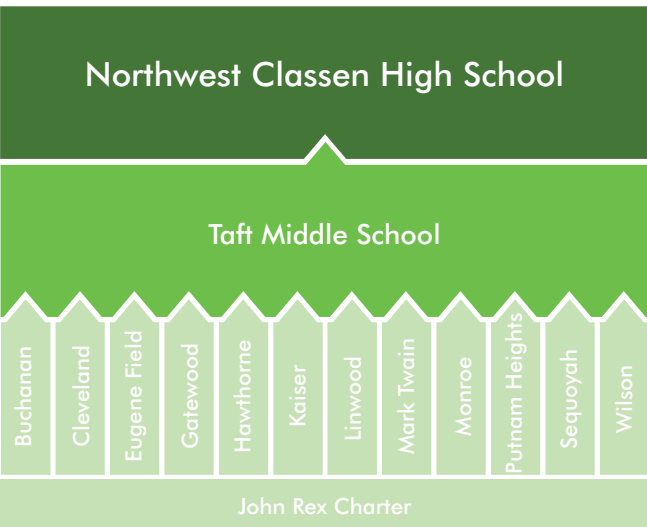 Northwest Classen High School
Taft Middle School
Buchanan
Cleveland
Eugene Field
Gatewood
Hawthorne
Kaiser
Linwood
Mark Twain
Monroe
Putnam Heights
Sequoyah
Wilson
John Rex Charter